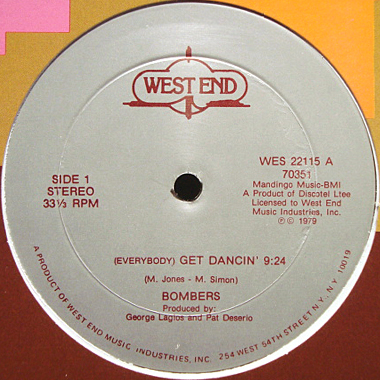 WEST END
SIDE 1
STEREO
33⅓ RPM
WES 22115 A
70351
Mandingo Music-BMI
A Product of Discotel Ltee
Licensed to West End
Music Industries, Inc.
℗ © 1979
(EVERYBODY) GET DANCIN' 9:24
(M. Jones - M. Simon)
BOMBERS
Produced by:
George Lagios and Pat Deserio
A PRODUCT OF WEST END MUSIC INDUSTRIES, INC. 254 WEST 54TH STREET N.Y. N.Y. 10019